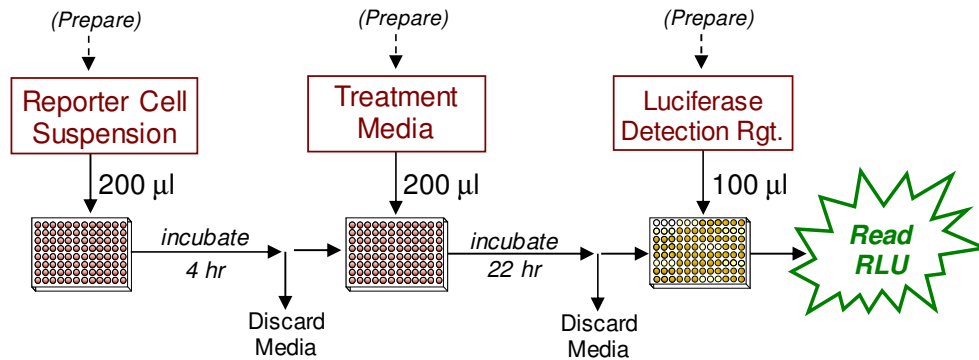 (Prepare)
(Prepare)
(Prepare)
Reporter Cell
Suspension
Treatment
Media
Luciferase
Detection Rgt.
200 µl
200 µl
100 µl
incubate
4 hr
incubate
22 hr
Read
RLU
Discard
Media
Discard
Media